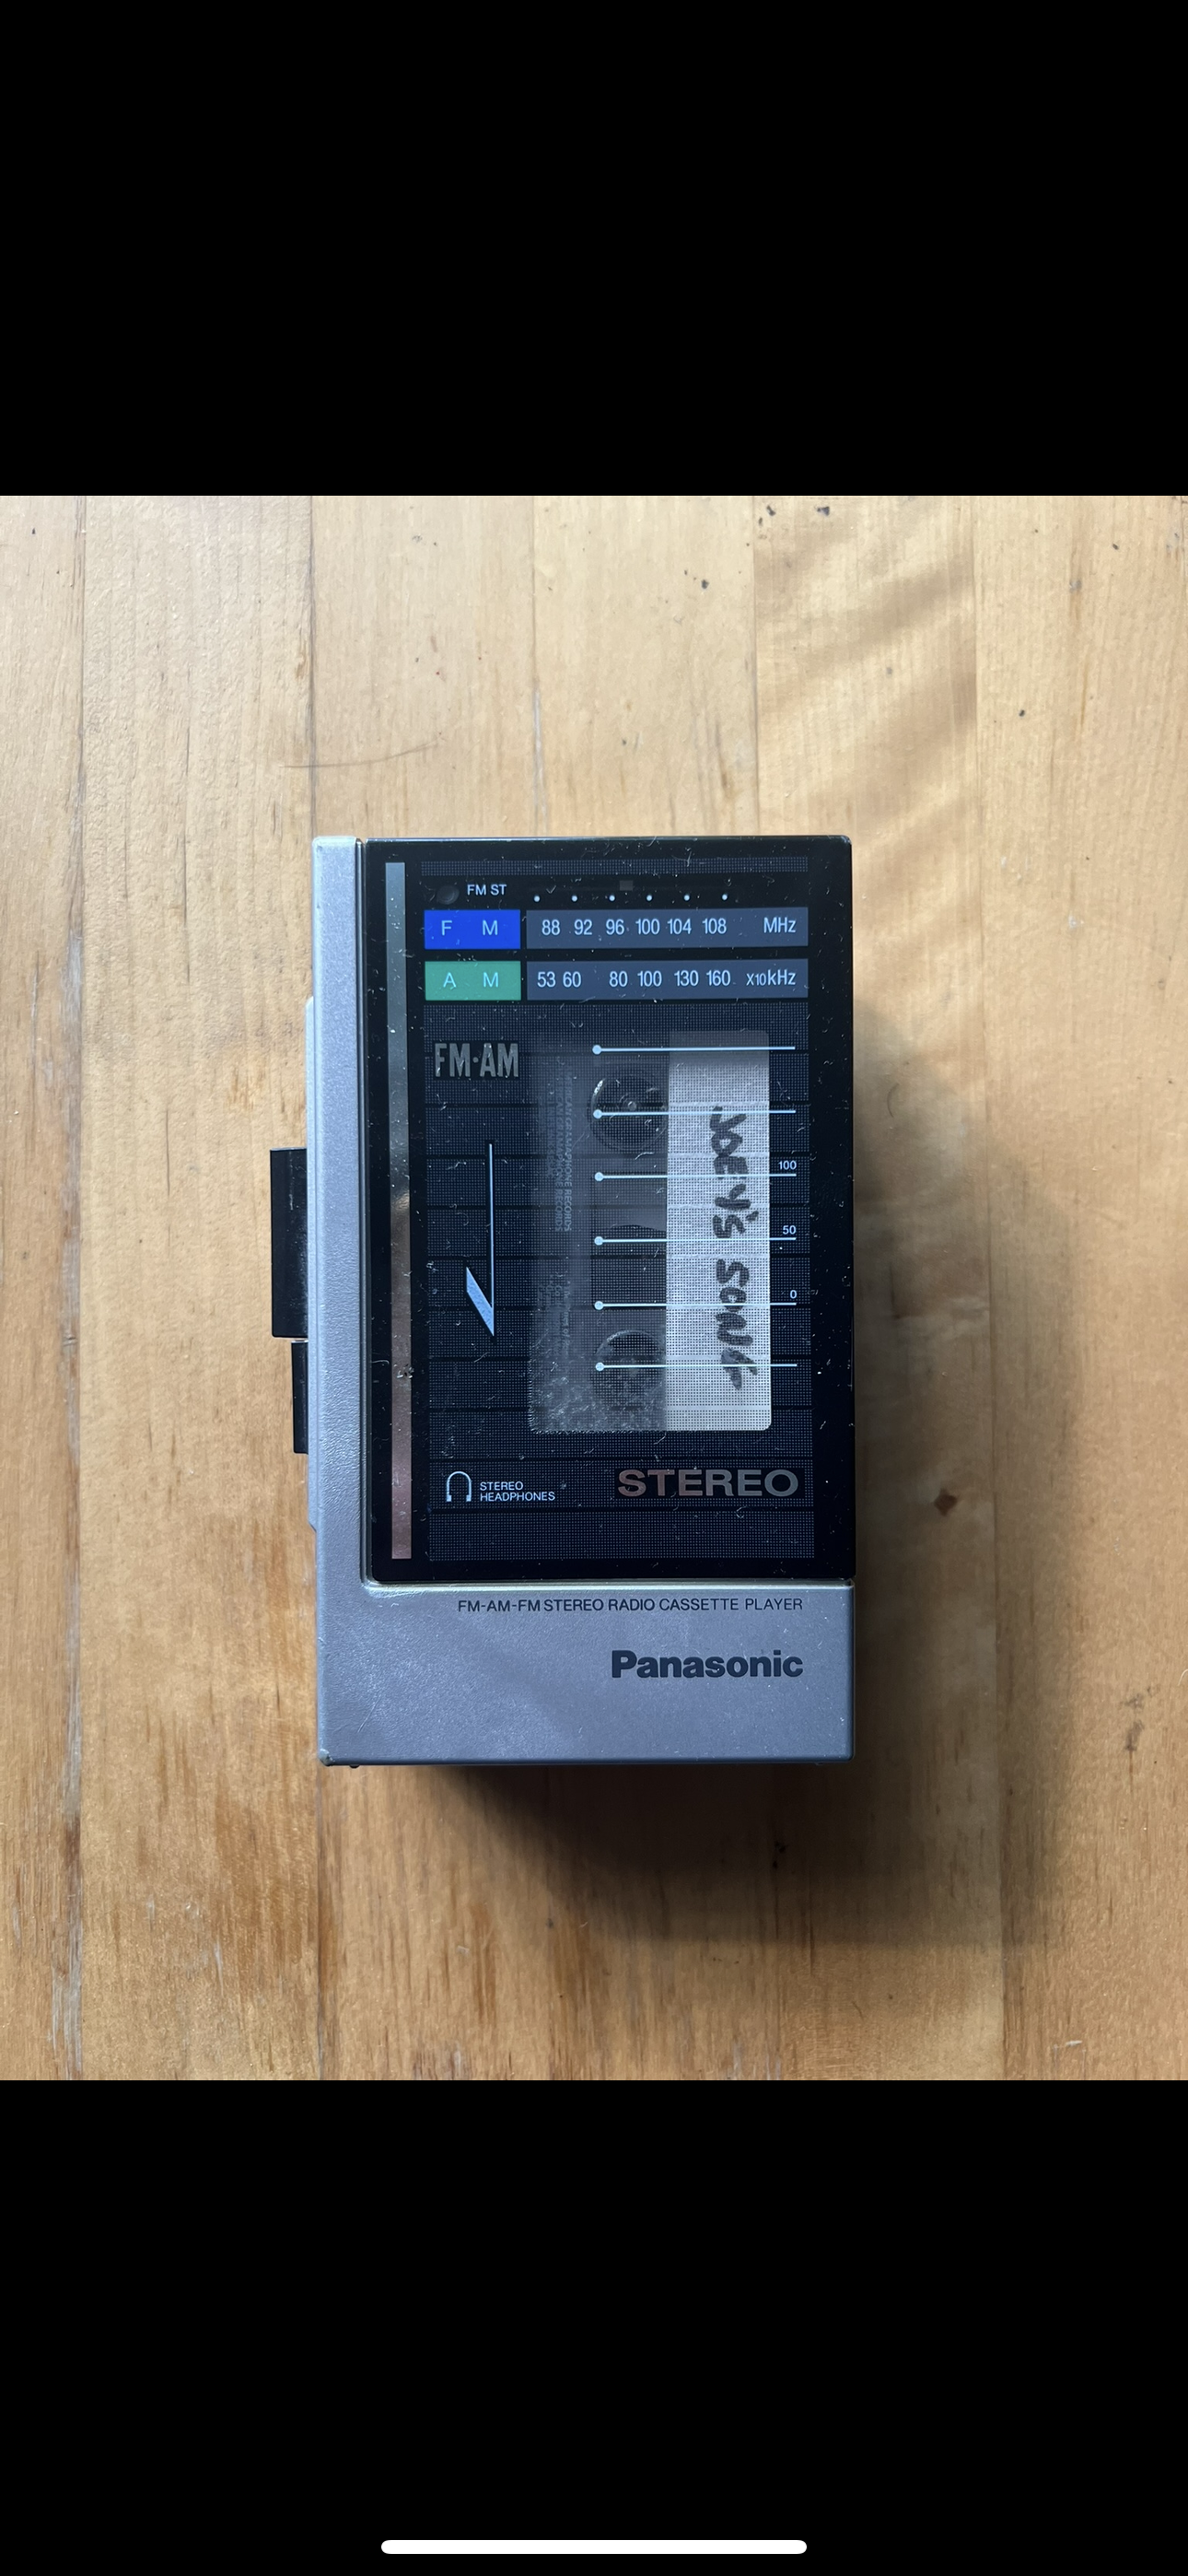 FM ST
F M 88 92 96 100 104 108 MHz
A M 53 60 80 100 130 160 X10kHz
FM·AM
JOEY'S SONG
100
50
0
STEREO
HEADPHONES
STEREO
FM-AM-FM STEREO RADIO CASSETTE PLAYER
Panasonic